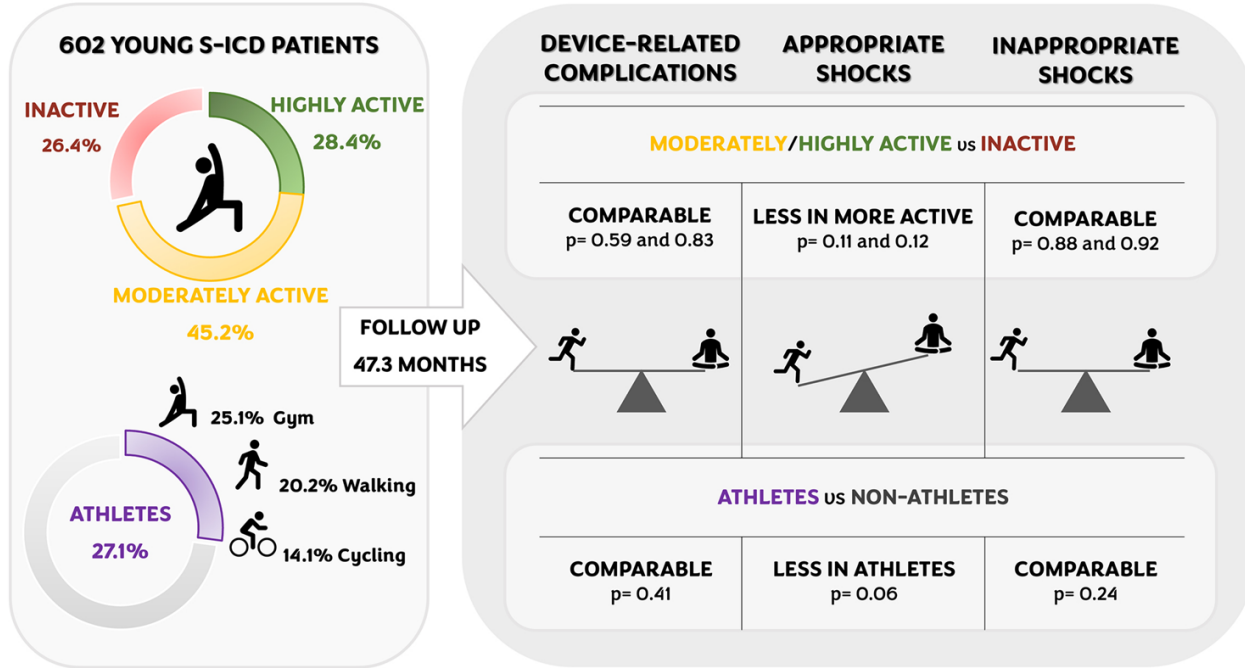 602 YOUNG S-ICD PATIENTS
INACTIVE
26.4%
HIGHLY ACTIVE
28.4%
MODERATELY ACTIVE
45.2%
25.1% Gym
20.2% Walking
14.1% Cycling
ATHLETES
27.1%
FOLLOW UP
47.3 MONTHS
DEVICE-RELATED
COMPLICATIONS
APPROPRIATE
SHOCKS
INAPPROPRIATE
SHOCKS
MODERATELY/HIGHLY ACTIVE vs INACTIVE
COMPARABLE
p= 0.59 and 0.83
LESS IN MORE ACTIVE
p= 0.11 and 0.12
COMPARABLE
p= 0.88 and 0.92
ATHLETES vs NON-ATHLETES
COMPARABLE
p= 0.41
LESS IN ATHLETES
p= 0.06
COMPARABLE
p= 0.24